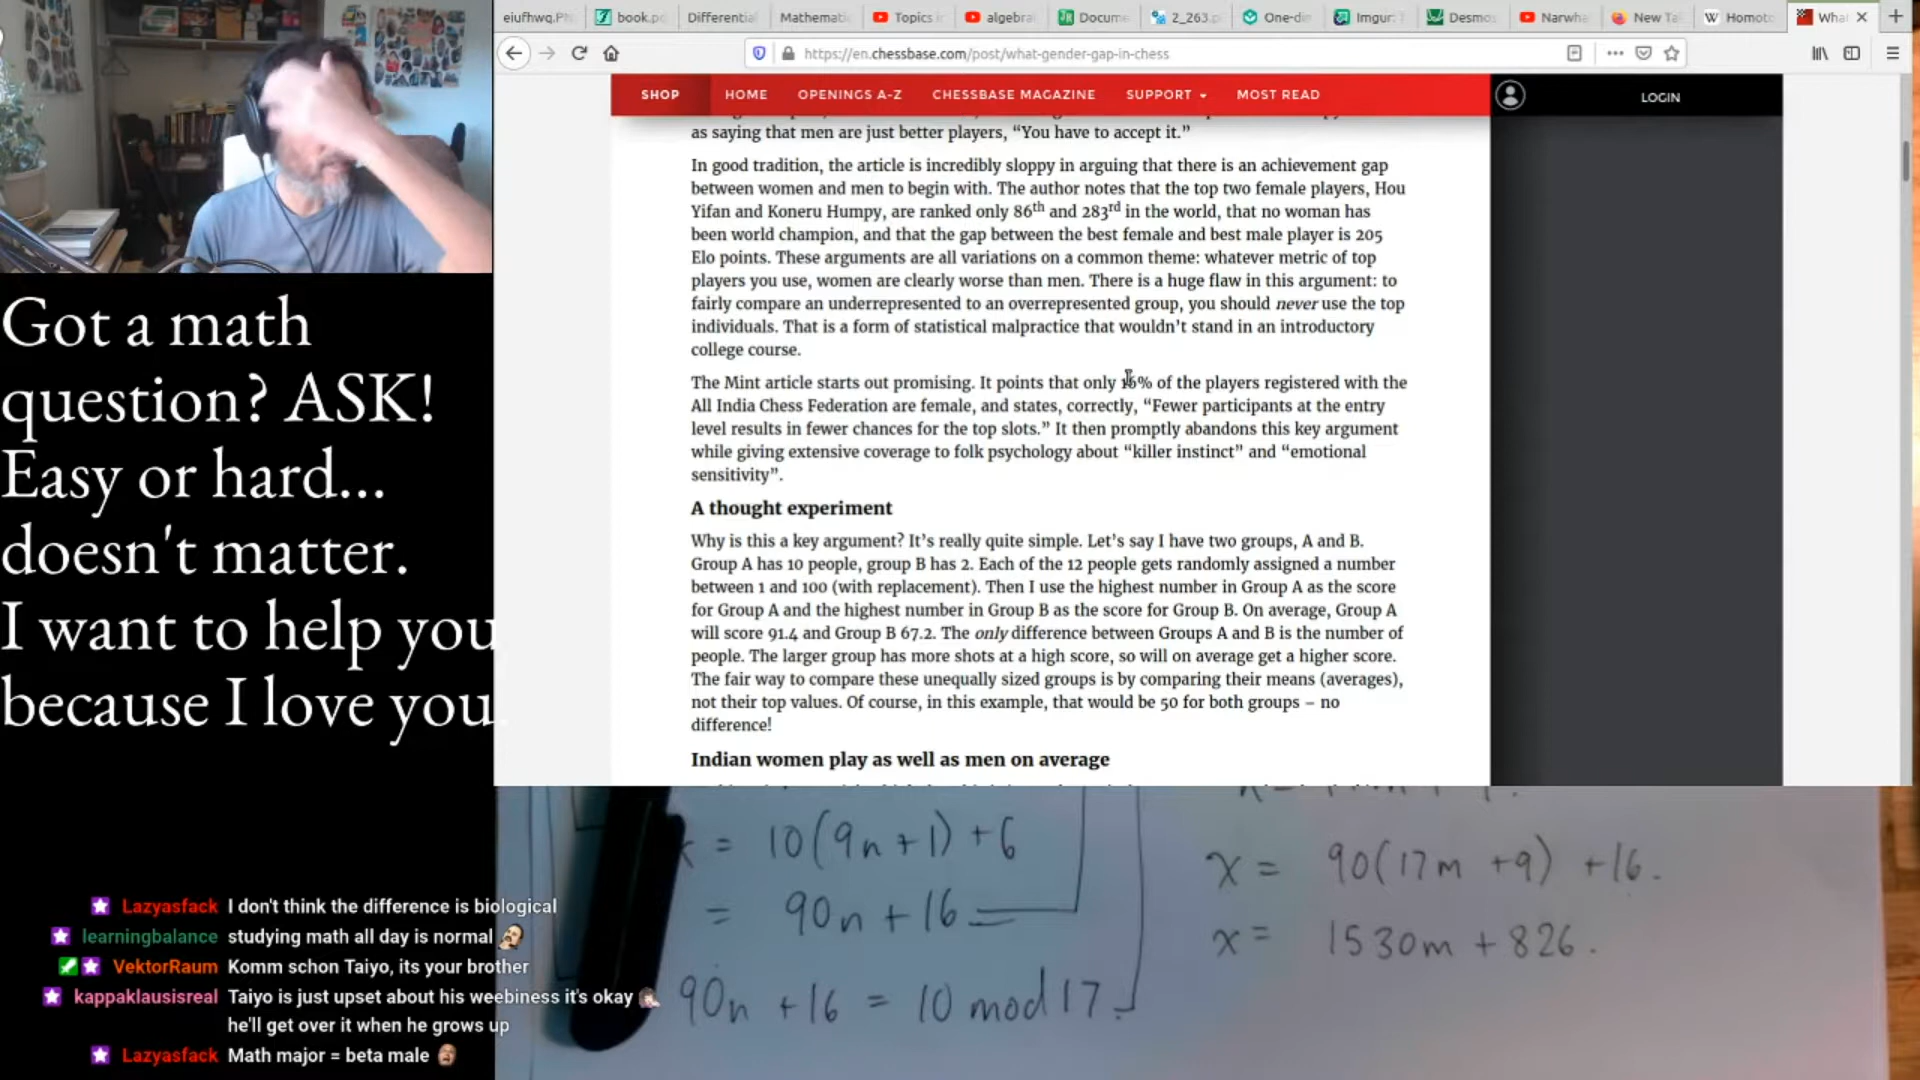 eiufhwq.PN
book.po
Differentia
Mathemati
Topics i
algebra
Docume
2_263.p
One-di
Imgur: T
Desmos
Narwha
New Ta
Homoto
What
https://en.chessbase.com/post/what-gender-gap-in-chess
SHOP HOME OPENINGS A-Z CHESSBASE MAGAZINE SUPPORT MOST READ
LOGIN
as saying that men are just better players, “You have to accept it.”
In good tradition, the article is incredibly sloppy in arguing that there is an achievement gap
between women and men to begin with. The author notes that the top two female players, Hou
Yifan and Koneru Humpy, are ranked only 86th and 283rd in the world, that no woman has
been world champion, and that the gap between the best female and best male player is 205
Elo points. These arguments are all variations on a common theme: whatever metric of top
players you use, women are clearly worse than men. There is a huge flaw in this argument: to
fairly compare an underrepresented to an overrepresented group, you should never use the top
individuals. That is a form of statistical malpractice that wouldn’t stand in an introductory
college course.
The Mint article starts out promising. It points that only 16% of the players registered with the
All India Chess Federation are female, and states, correctly, “Fewer participants at the entry
level results in fewer chances for the top slots.” It then promptly abandons this key argument
while giving extensive coverage to folk psychology about “killer instinct” and “emotional
sensitivity”.
A thought experiment
Why is this a key argument? It’s really quite simple. Let’s say I have two groups, A and B.
Group A has 10 people, group B has 2. Each of the 12 people gets randomly assigned a number
between 1 and 100 (with replacement). Then I use the highest number in Group A as the score
for Group A and the highest number in Group B as the score for Group B. On average, Group A
will score 91.4 and Group B 67.2. The only difference between Groups A and B is the number of
people. The larger group has more shots at a high score, so will on average get a higher score.
The fair way to compare these unequally sized groups is by comparing their means (averages),
not their top values. Of course, in this example, that would be 50 for both groups – no
difference!
Indian women play as well as men on average
Got a math
question? ASK!
Easy or hard...
doesn't matter.
I want to help you
because I love you.
Lazyasfack I don't think the difference is biological
learningbalance studying math all day is normal
VektorRaum Komm schon Taiyo, its your brother
kappaklausisreal Taiyo is just upset about his weebiness it's okay
he'll get over it when he grows up
Lazyasfack Math major = beta male
= 10(9n+1)+6
= 90n+16
90n +16 = 10 mod 17.
x = 90(17m +9) +16.
x = 1530m + 826.